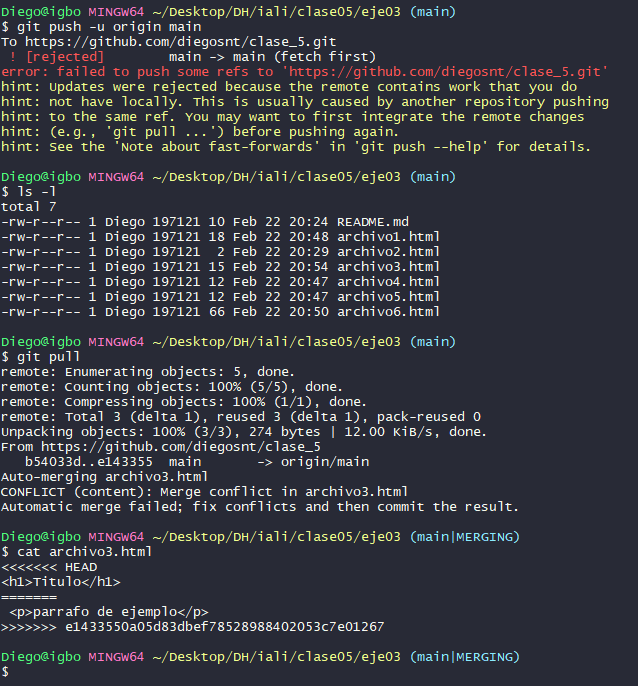 Diego@igbo MINGW64 ~/Desktop/DH/iali/clase05/eje03 (main)
$ git push -u origin main
To https://github.com/diegosnt/clase_5.git
 ! [rejected]        main -> main (fetch first)
error: failed to push some refs to 'https://github.com/diegosnt/clase_5.git'
hint: Updates were rejected because the remote contains work that you do
hint: not have locally. This is usually caused by another repository pushing
hint: to the same ref. You may want to first integrate the remote changes
hint: (e.g., 'git pull ...') before pushing again.
hint: See the 'Note about fast-forwards' in 'git push --help' for details.
Diego@igbo MINGW64 ~/Desktop/DH/iali/clase05/eje03 (main)
$ ls -l
total 7
-rw-r--r-- 1 Diego 197121 10 Feb 22 20:24 README.md
-rw-r--r-- 1 Diego 197121 18 Feb 22 20:48 archivo1.html
-rw-r--r-- 1 Diego 197121  2 Feb 22 20:29 archivo2.html
-rw-r--r-- 1 Diego 197121 15 Feb 22 20:54 archivo3.html
-rw-r--r-- 1 Diego 197121 12 Feb 22 20:47 archivo4.html
-rw-r--r-- 1 Diego 197121 12 Feb 22 20:47 archivo5.html
-rw-r--r-- 1 Diego 197121 66 Feb 22 20:50 archivo6.html
Diego@igbo MINGW64 ~/Desktop/DH/iali/clase05/eje03 (main)
$ git pull
remote: Enumerating objects: 5, done.
remote: Counting objects: 100% (5/5), done.
remote: Compressing objects: 100% (1/1), done.
remote: Total 3 (delta 1), reused 3 (delta 1), pack-reused 0
Unpacking objects: 100% (3/3), 274 bytes | 12.00 KiB/s, done.
From https://github.com/diegosnt/clase_5
   b54033d..e143355  main       -> origin/main
Auto-merging archivo3.html
CONFLICT (content): Merge conflict in archivo3.html
Automatic merge failed; fix conflicts and then commit the result.
Diego@igbo MINGW64 ~/Desktop/DH/iali/clase05/eje03 (main|MERGING)
$ cat archivo3.html
<<<<<<< HEAD
<h1>Titulo</h1>
=======
 <p>parrafo de ejemplo</p>
>>>>>>> e1433550a05d83dbef78528988402053c7e01267
Diego@igbo MINGW64 ~/Desktop/DH/iali/clase05/eje03 (main|MERGING)
$